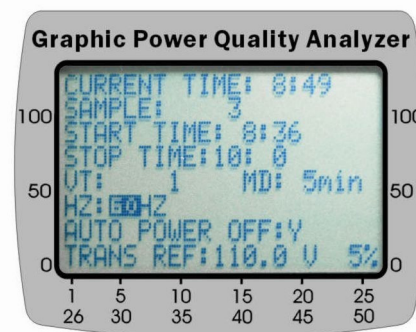 Graphic Power Quality Analyzer
CURRENT TIME: 8:49
SAMPLE: 3
START TIME: 8:36
STOP TIME:10: 0
VT: 1 MD: 5min
HZ:60HZ
AUTO POWER OFF:Y
TRANS REF:110.0 V 5%
100 100
50 50
0 0
1 5 10 15 20 25
26 30 35 40 45 50